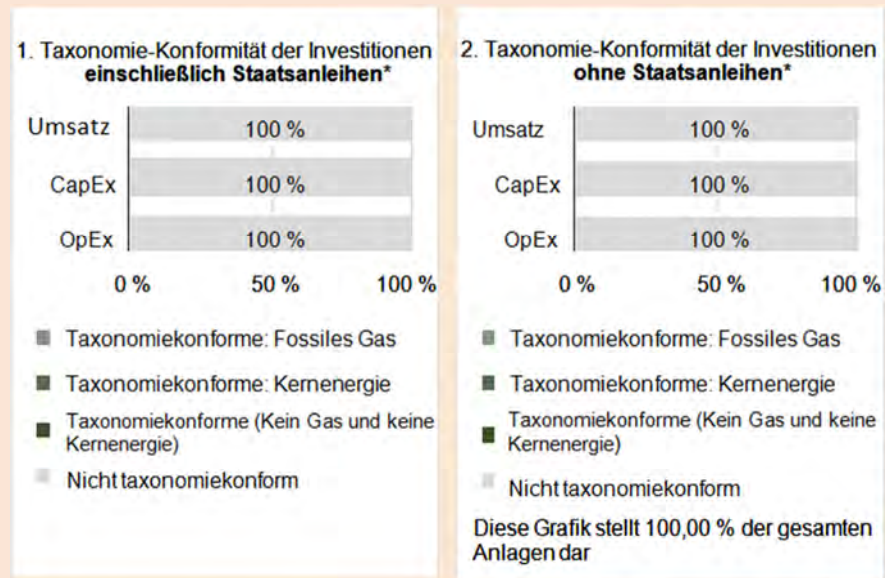 1. Taxonomie-Konformität der Investitionen
einschließlich Staatsanleihen*
Umsatz 100 %
CapEx 100 %
OpEx 100 %
0 % 50 % 100 %
Taxonomiekonforme: Fossiles Gas
Taxonomiekonforme: Kernenergie
Taxonomiekonforme (Kein Gas und keine
Kernenergie)
Nicht taxonomiekonform
2. Taxonomie-Konformität der Investitionen
ohne Staatsanleihen*
Umsatz 100 %
CapEx 100 %
OpEx 100 %
0 % 50 % 100 %
Taxonomiekonforme: Fossiles Gas
Taxonomiekonforme: Kernenergie
Taxonomiekonforme (Kein Gas und keine
Kernenergie)
Nicht taxonomiekonform
Diese Grafik stellt 100,00 % der gesamten
Anlagen dar